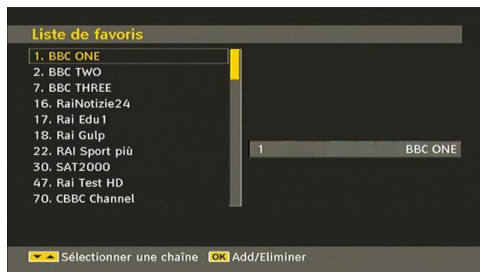 Liste de favoris
1. BBC ONE
2. BBC TWO
7. BBC THREE
16. RaiNotizie24
17. Rai Edu1
18. Rai Gulp
22. RAI Sport più
30. SAT2000
47. Rai Test HD
70. CBBC Channel
1 BBC ONE
Sélectionner une chaîne OK Add/Eliminer